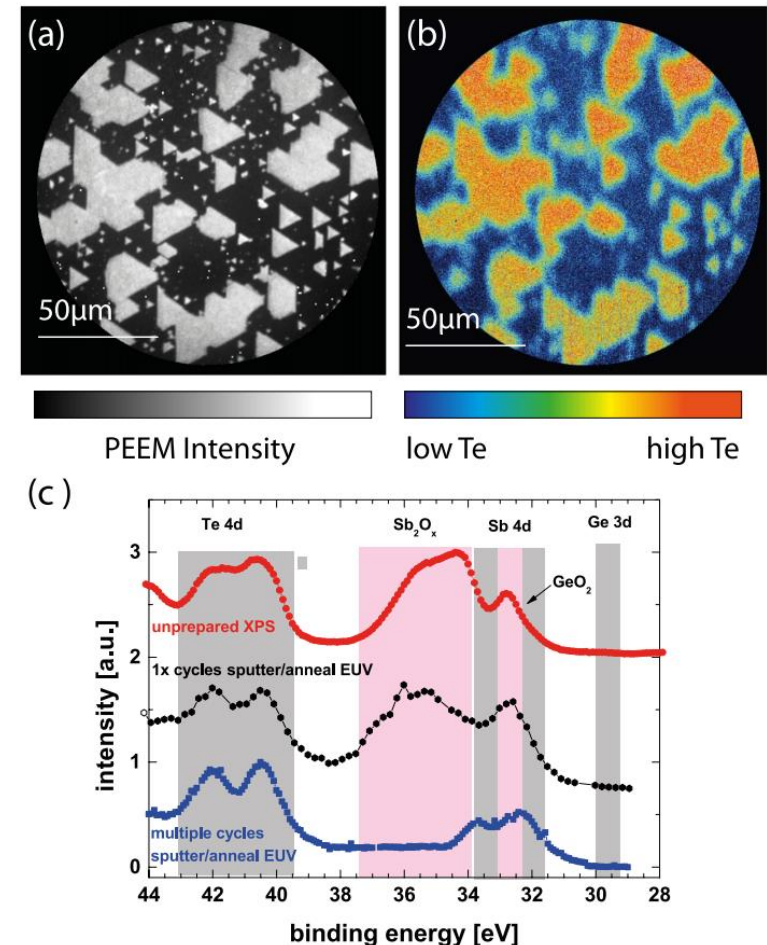 (a)
(b)
50µm
50µm
PEEM Intensity
low Te high Te
(c)
Te 4d Sb₂Oₓ Sb 4d Ge 3d
GeO₂
unprepared XPS
1x cycles sputter/anneal EUV
multiple cycles
sputter/anneal EUV
intensity [a.u.]
3
2
1
0
44 42 40 38 36 34 32 30 28
binding energy [eV]